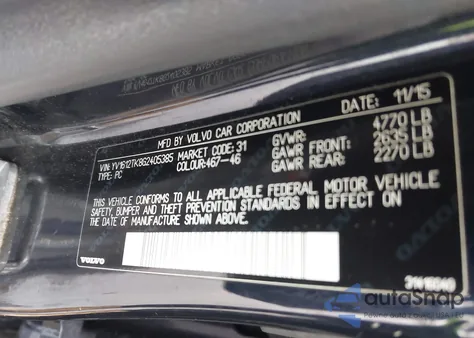 MFD BY VOLVO CAR CORPORATION
DATE: 11/15
VIN: YV1612TK8G2405385
MARKET CODE: 31
GVWR: 4770 LB
TYPE: PC
COLOUR: 467-46
GAWR FRONT: 2635 LB
GAWR REAR: 2270 LB
THIS VEHICLE CONFORMS TO ALL APPLICABLE FEDERAL MOTOR VEHICLE
SAFETY, BUMPER AND THEFT PREVENTION STANDARDS IN EFFECT ON THE
DATE OF MANUFACTURE SHOWN ABOVE.
VOLVO
autoShap